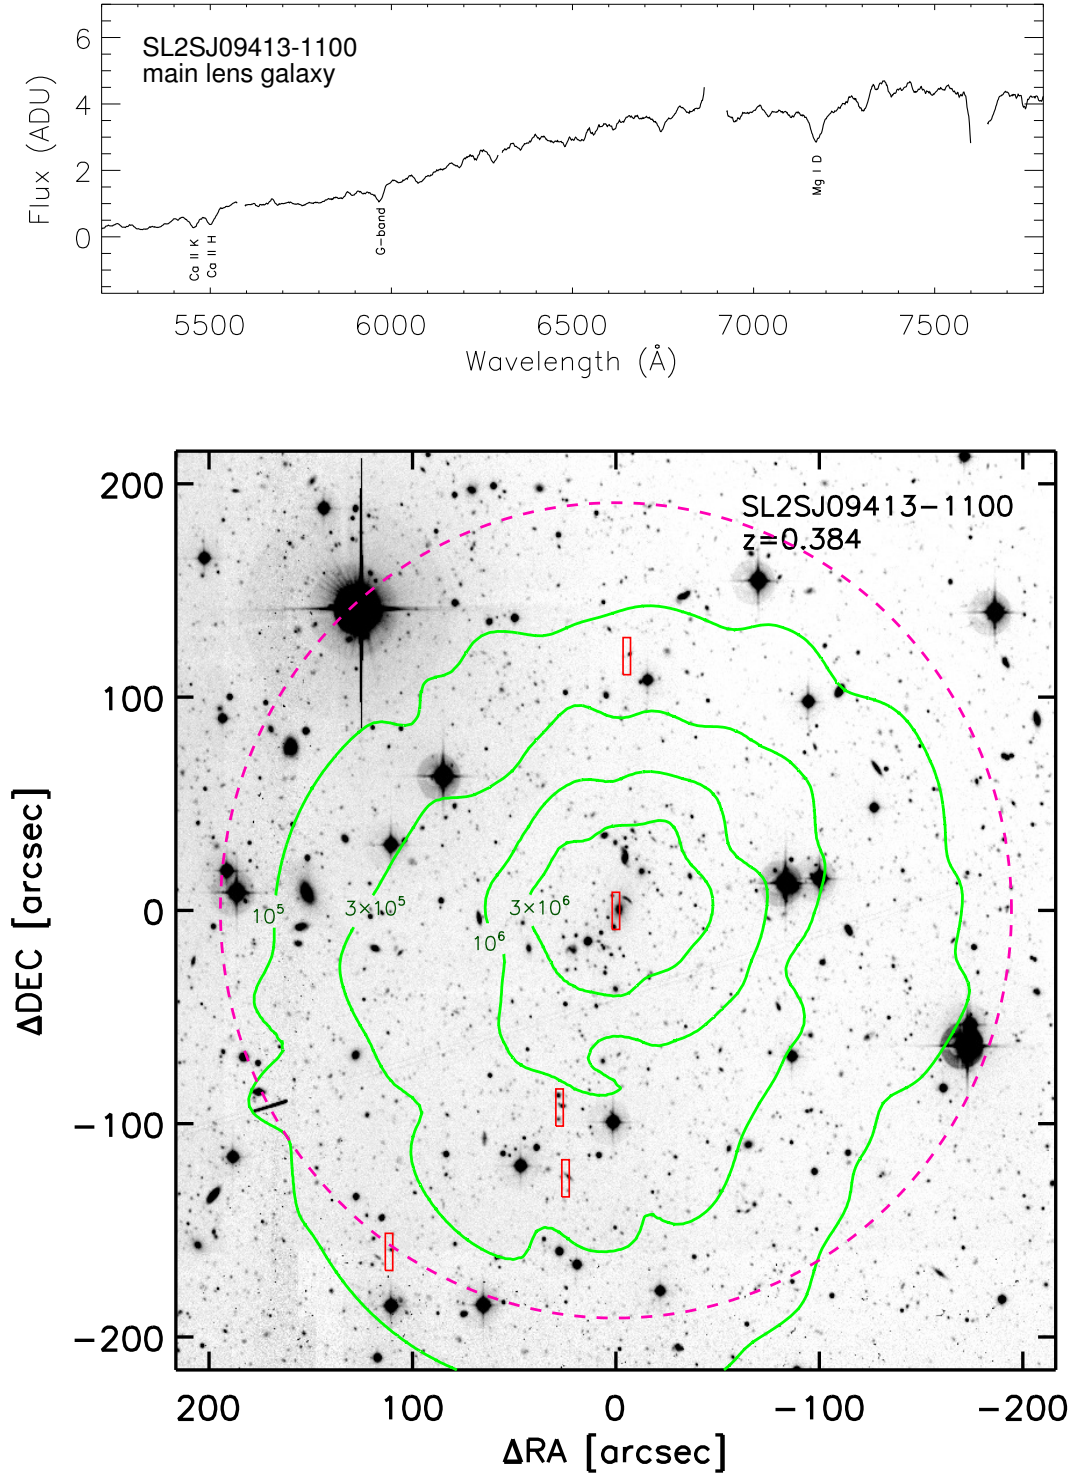 SL2SJ09413-1100
main lens galaxy
6
4
2
0
Flux (ADU)
Ca II K
Ca II H
G-band
Mg I D
5500 6000 6500 7000 7500
Wavelength (Å)
SL2SJ09413-1100
z=0.384
200
100
0
-100
-200
ΔDEC [arcsec]
10⁵
3×10⁵
10⁶
3×10⁶
200 100 0 -100 -200
ΔRA [arcsec]